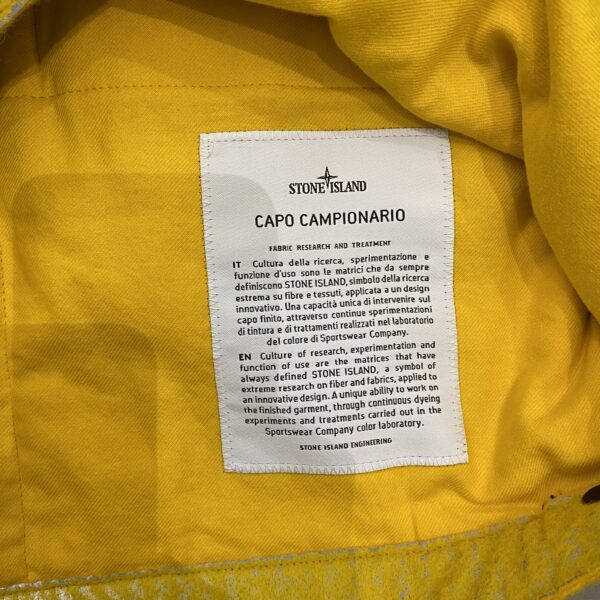 STONE ISLAND
CAPO CAMPIONARIO
FABRIC RESEARCH AND TREATMENT
IT Cultura della ricerca, sperimentazione e
funzione d'uso sono le matrici che da sempre
definiscono STONE ISLAND, simbolo della ricerca
estrema su fibre e tessuti, applicata a un design
innovativo. Una capacità unica di intervenire sul
capo finito, attraverso continue sperimentazioni
di tintura e di trattamenti realizzati nel laboratorio
del colore di Sportswear Company.
EN Culture of research, experimentation and
function of use are the matrices that have
always defined STONE ISLAND, a symbol of
extreme research on fiber and fabrics, applied to
an innovative design. A unique ability to work on
the finished garment, through continuous dyeing
experiments and treatments carried out in the
Sportswear Company color laboratory.
STONE ISLAND ENGINEERING